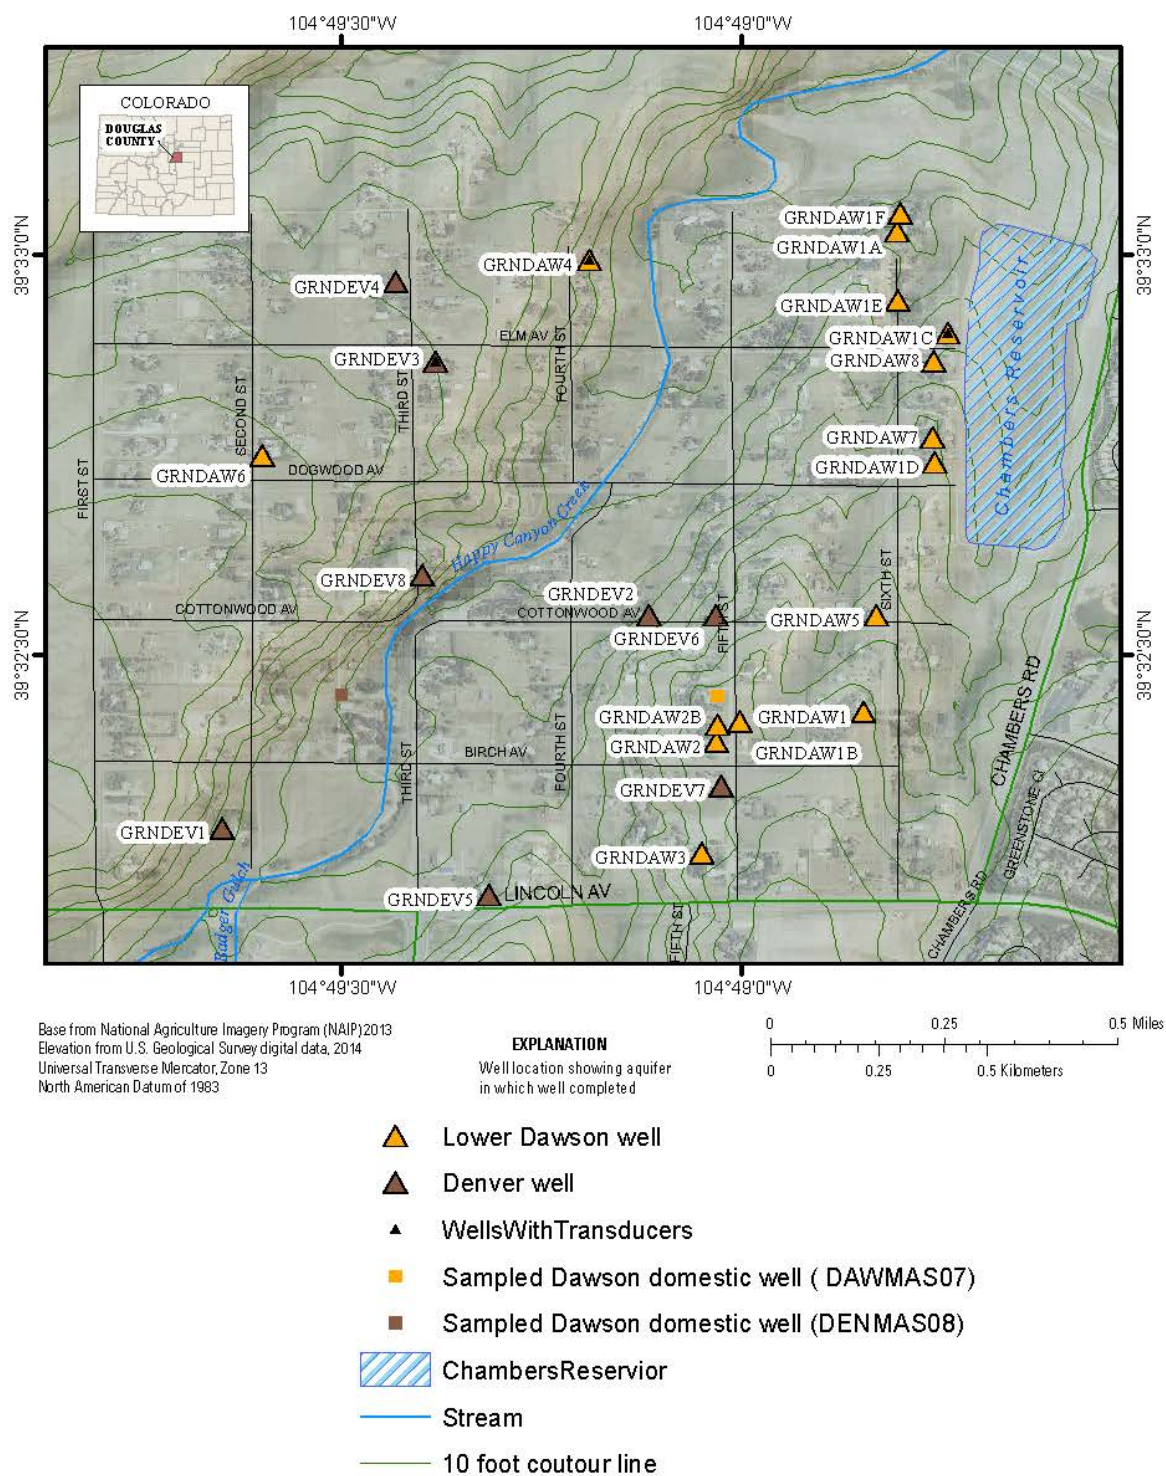 104°49'30"W
104°49'0"W
COLORADO
DOUGLAS
COUNTY
39°33'0"N
39°33'0"N
GRNDAW1F
GRNDAW1A
GRNDAW4
GRNDEV4
GRNDAW1E
ELM AV
GRNDAW1C
GRNDEV3
GRNDAW8
Chambers Reservoir
SECOND ST
THIRD ST
FOURTH ST
FIRST ST
GRNDAW6
DOGWOOD AV
GRNDAW7
GRNDAW1D
Happy Canyon Creek
GRNDEV8
GRNDEV2
SIXTH ST
COTTONWOOD AV
COTTONWOOD AV
FIFTH ST
GRNDAW5
GRNDEV6
39°32'30"N
39°32'30"N
CHAMBERS RD
GRNDAW2B
GRNDAW1
GRNDAW2
GRNDAW1B
BIRCH AV
THIRD ST
FOURTH ST
GRNDEV7
GRNDEV1
GREENSTONE CI
GRNDAW3
Badger Gulch
GRNDEV5
LINCOLN AV
FIFTH ST
CHAMBERS RD
104°49'30"W
104°49'0"W
Base from National Agriculture Imagery Program (NAIP)2013
Elevation from U.S. Geological Survey digital data, 2014
Universal Transverse Mercator, Zone 13
North American Datum of 1983
EXPLANATION
Well location showing aquifer
in which well completed
0 0.25 0.5 Miles
0 0.25 0.5 Kilometers
Lower Dawson well
Denver well
WellsWithTransducers
Sampled Dawson domestic well ( DAWMAS07)
Sampled Dawson domestic well (DENMAS08)
ChambersReservior
Stream
10 foot coutour line